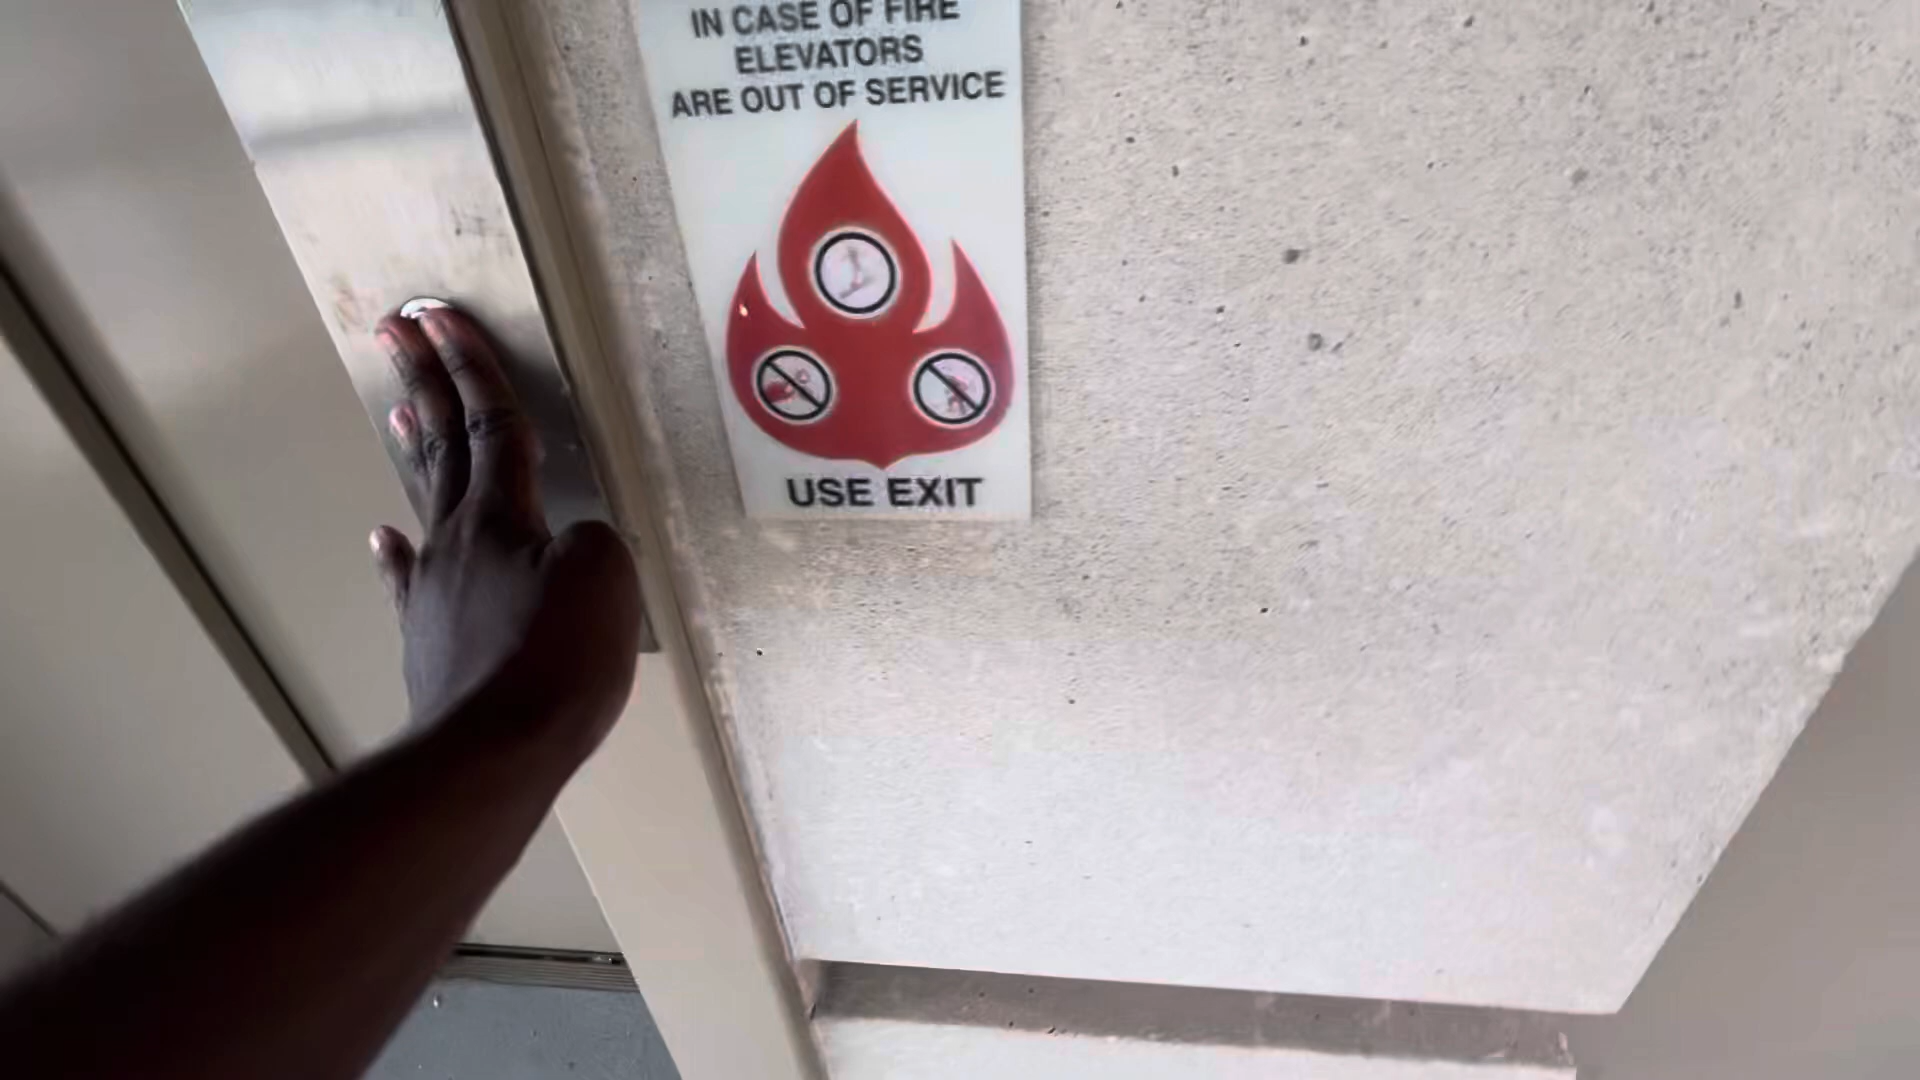 IN CASE OF FIRE
ELEVATORS
ARE OUT OF SERVICE
USE EXIT